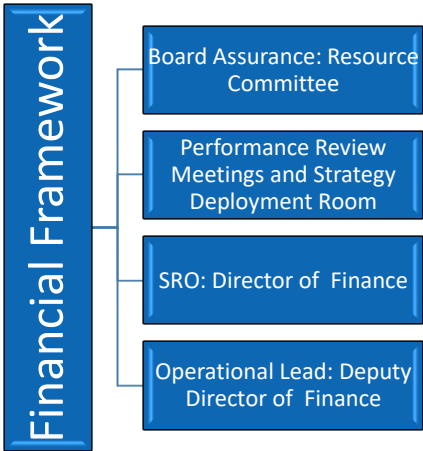 Financial Framework
Board Assurance: Resource
Committee
Performance Review
Meetings and Strategy
Deployment Room
SRO: Director of  Finance
Operational Lead: Deputy
Director of  Finance